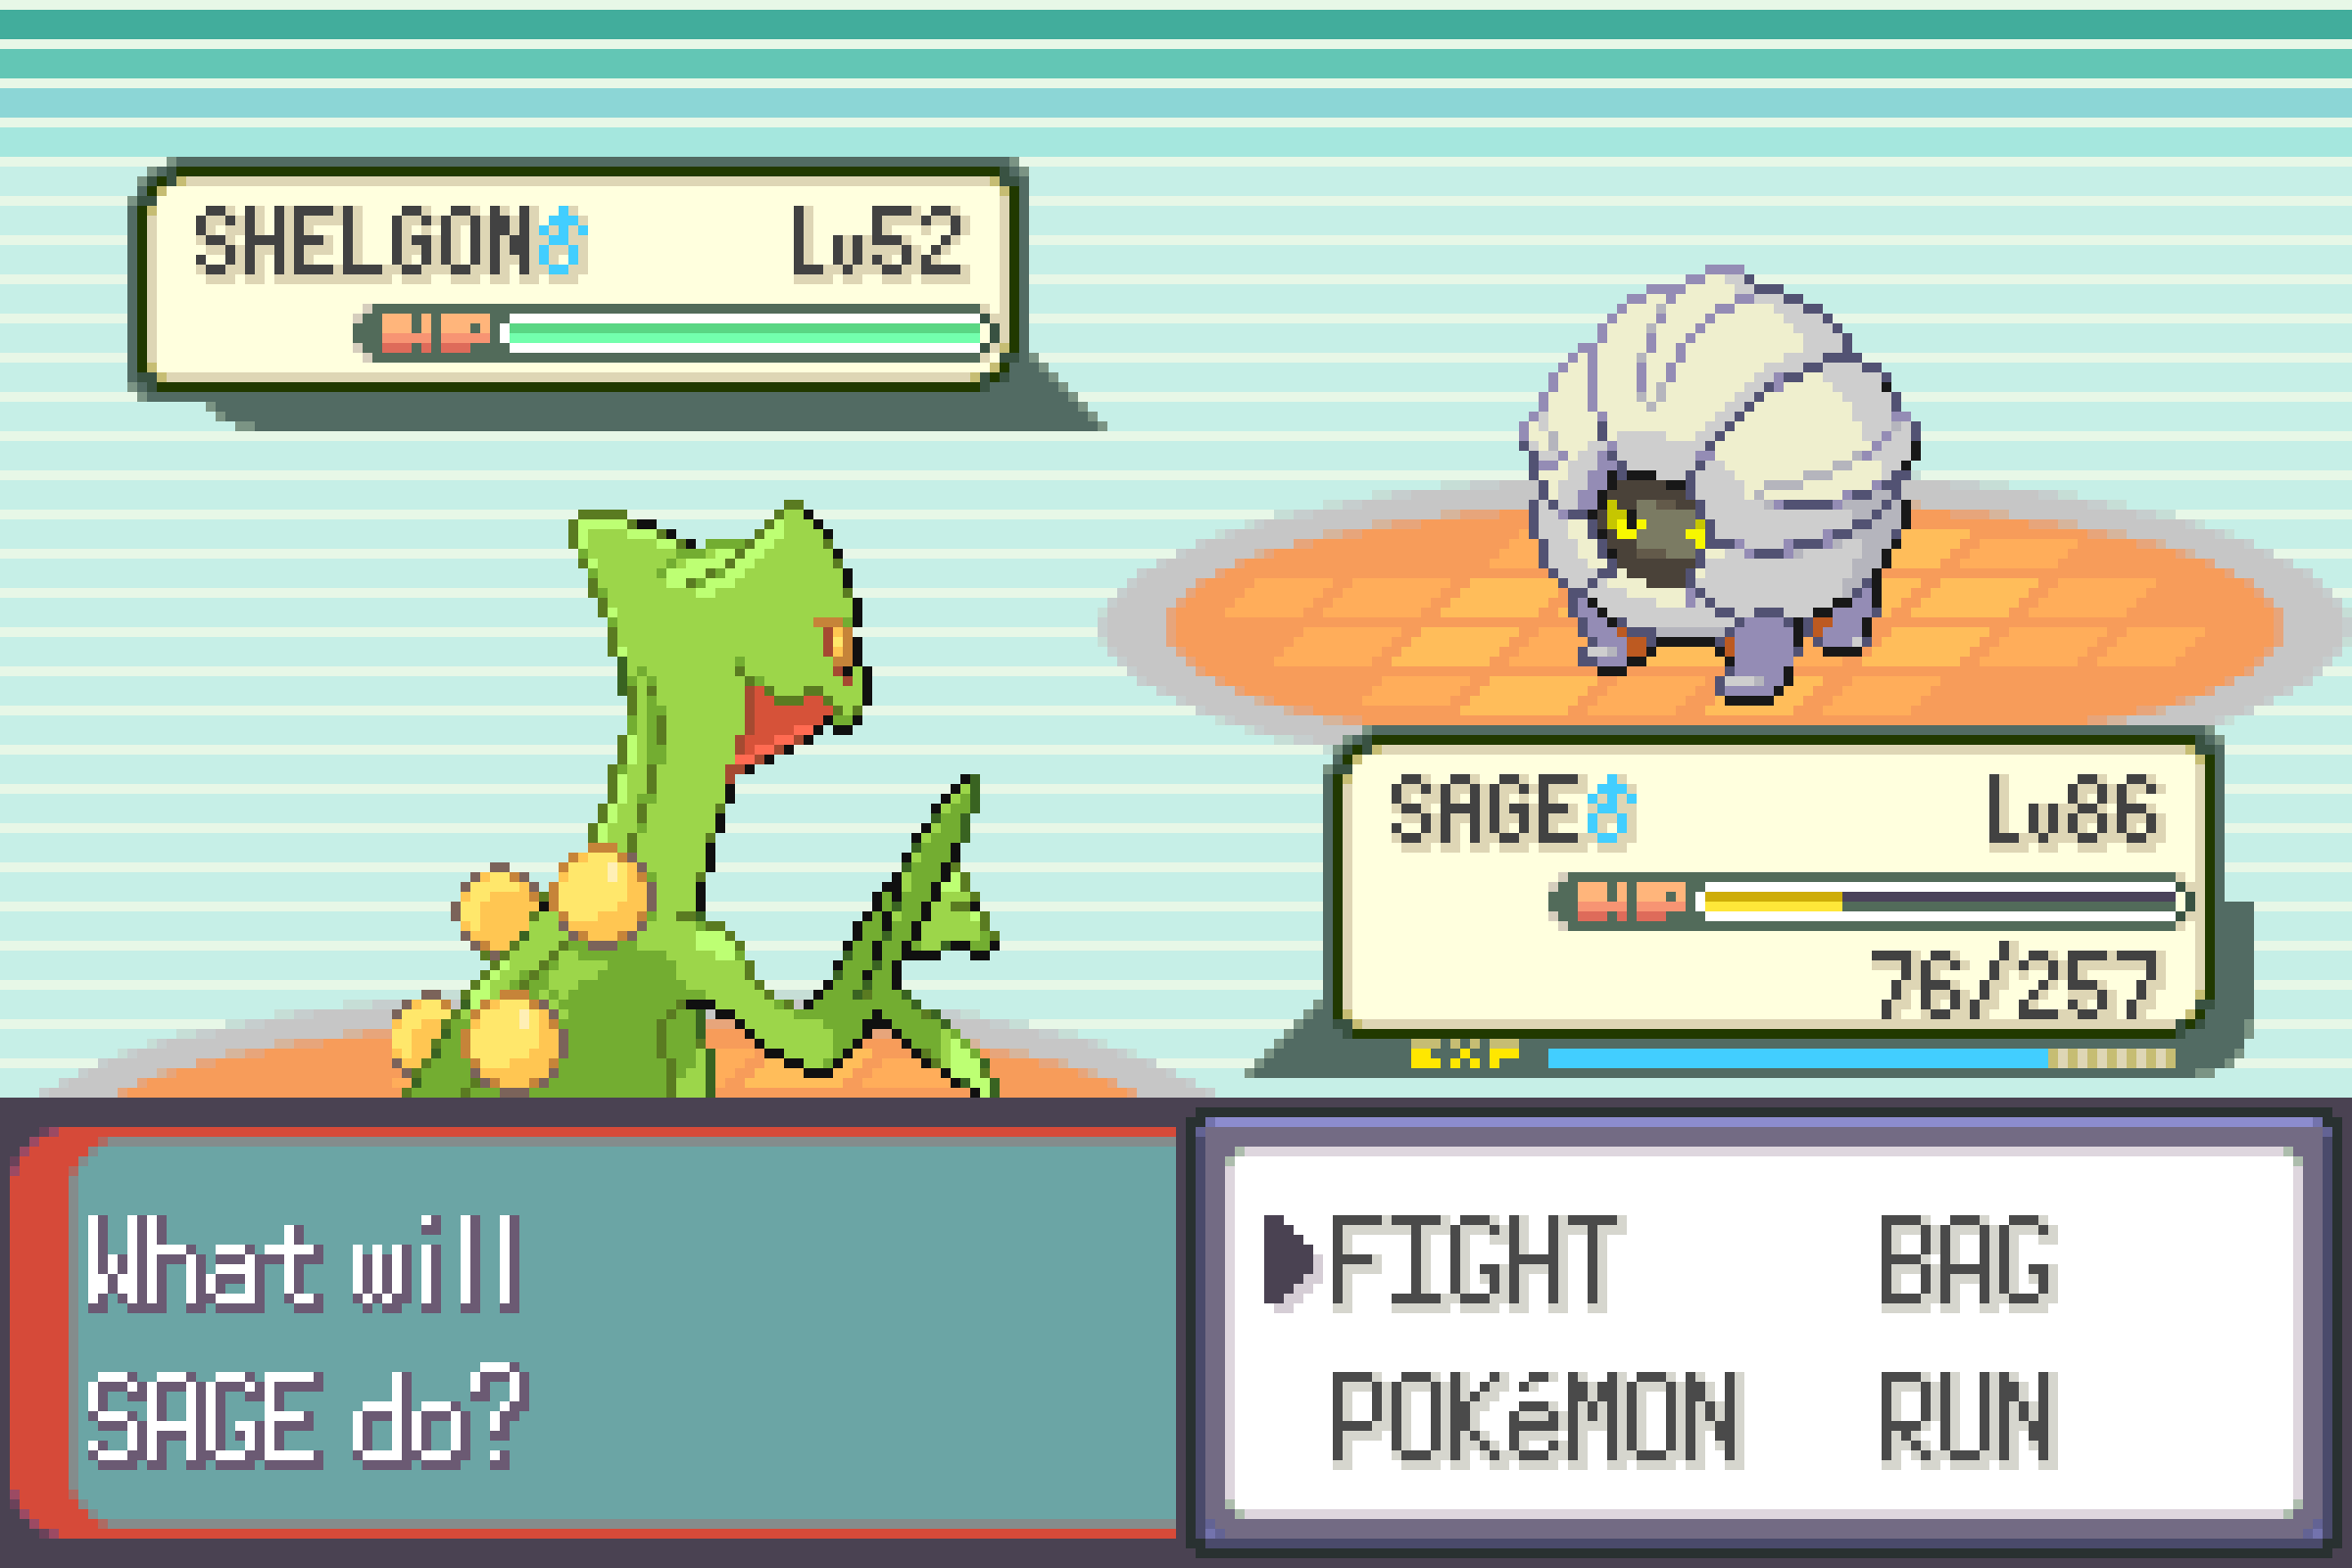 SHELGON♂ Lv52
HP
SAGE♂ Lv86
HP
76/257
EXP
What will
SAGE do?
FIGHT BAG
POKéMON RUN